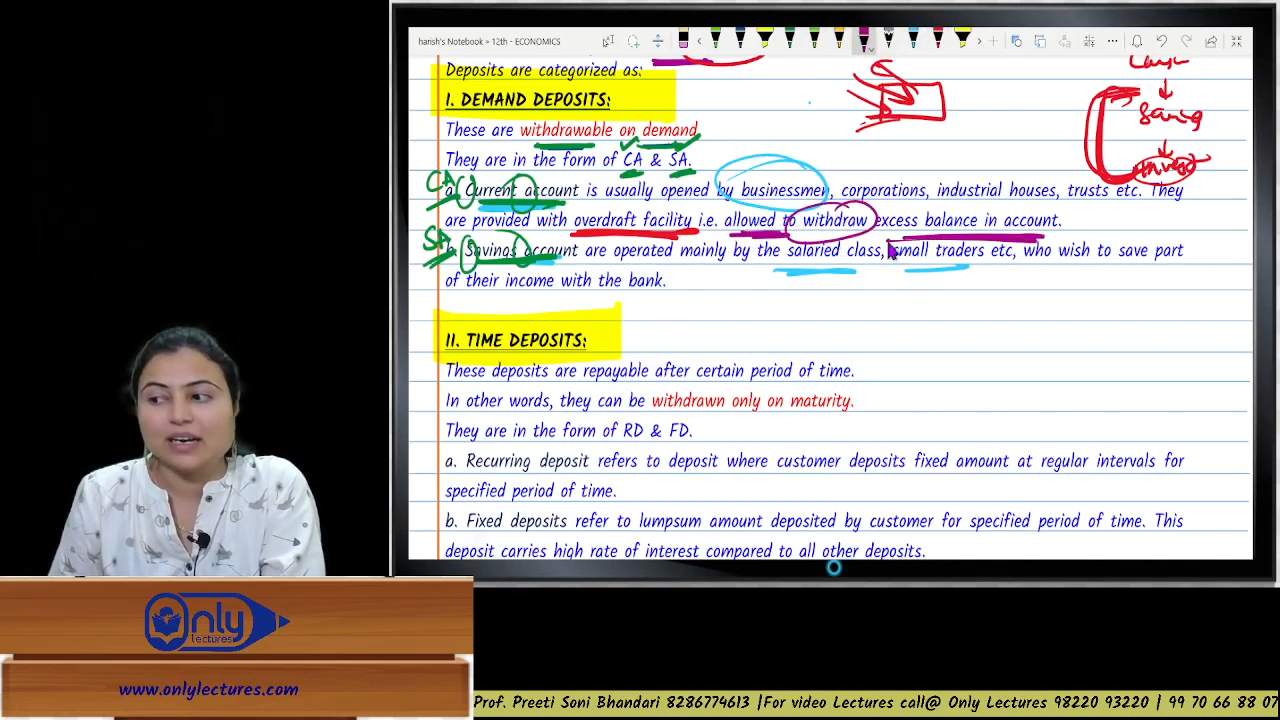 harish's Notebook » 12th - ECONOMICS
Deposits are categorized as:
I. DEMAND DEPOSITS:
These are withdrawable on demand
They are in the form of CA & SA.
CA
a. Current account is usually opened by businessmen, corporations, industrial houses, trusts etc. They
are provided with overdraft facility i.e. allowed to withdraw excess balance in account.
SA
b. Savings account are operated mainly by the salaried class, small traders etc, who wish to save part
of their income with the bank.
II. TIME DEPOSITS:
These deposits are repayable after certain period of time.
In other words, they can be withdrawn only on maturity.
They are in the form of RD & FD.
a. Recurring deposit refers to deposit where customer deposits fixed amount at regular intervals for
specified period of time.
b. Fixed deposits refer to lumpsum amount deposited by customer for specified period of time. This
deposit carries high rate of interest compared to all other deposits.
Saving
Invest
Only
lectures
www.onlylectures.com
Prof. Preeti Soni Bhandari 8286774613 |For video Lectures call@ Only Lectures 98220 93220 | 99 70 66 88 07